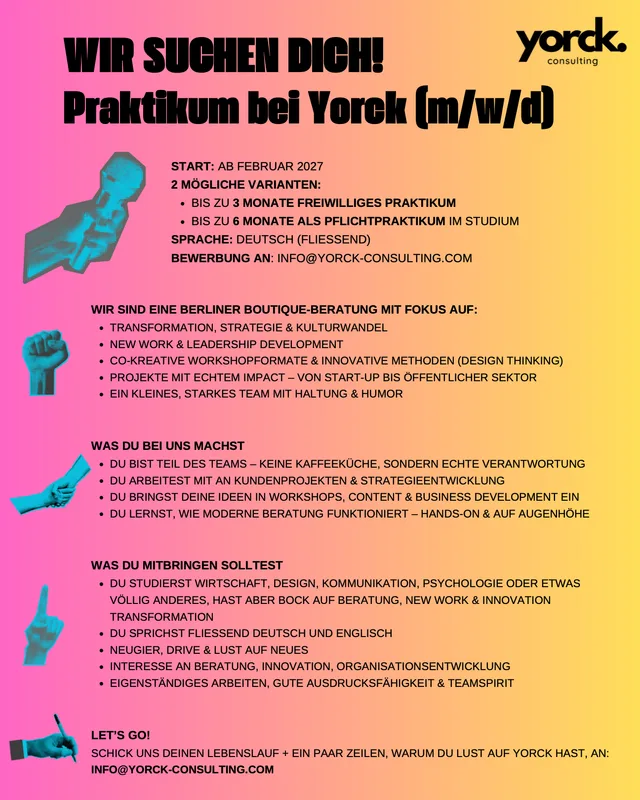 WIR SUCHEN DICH!
yorck.
consulting
Praktikum bei Yorck (m/w/d)
START: AB FEBRUAR 2027
2 MÖGLICHE VARIANTEN:
• BIS ZU 3 MONATE FREIWILLIGES PRAKTIKUM
• BIS ZU 6 MONATE ALS PFLICHTPRAKTIKUM IM STUDIUM
SPRACHE: DEUTSCH (FLIESSEND)
BEWERBUNG AN: INFO@YORCK-CONSULTING.COM
WIR SIND EINE BERLINER BOUTIQUE-BERATUNG MIT FOKUS AUF:
• TRANSFORMATION, STRATEGIE & KULTURWANDEL
• NEW WORK & LEADERSHIP DEVELOPMENT
• CO-KREATIVE WORKSHOPFORMATE & INNOVATIVE METHODEN (DESIGN THINKING)
• PROJEKTE MIT ECHTEM IMPACT – VON START-UP BIS ÖFFENTLICHER SEKTOR
• EIN KLEINES, STARKES TEAM MIT HALTUNG & HUMOR
WAS DU BEI UNS MACHST
• DU BIST TEIL DES TEAMS – KEINE KAFFEEKÜCHE, SONDERN ECHTE VERANTWORTUNG
• DU ARBEITEST MIT AN KUNDENPROJEKTEN & STRATEGIEENTWICKLUNG
• DU BRINGST DEINE IDEEN IN WORKSHOPS, CONTENT & BUSINESS DEVELOPMENT EIN
• DU LERNST, WIE MODERNE BERATUNG FUNKTIONIERT – HANDS-ON & AUF AUGENHÖHE
WAS DU MITBRINGEN SOLLTEST
• DU STUDIERST WIRTSCHAFT, DESIGN, KOMMUNIKATION, PSYCHOLOGIE ODER ETWAS
VÖLLIG ANDERES, HAST ABER BOCK AUF BERATUNG, NEW WORK & INNOVATION
TRANSFORMATION
• DU SPRICHST FLIESSEND DEUTSCH UND ENGLISCH
• NEUGIER, DRIVE & LUST AUF NEUES
• INTERESSE AN BERATUNG, INNOVATION, ORGANISATIONSENTWICKLUNG
• EIGENSTÄNDIGES ARBEITEN, GUTE AUSDRUCKSFÄHIGKEIT & TEAMSPIRIT
LET'S GO!
SCHICK UNS DEINEN LEBENSLAUF + EIN PAAR ZEILEN, WARUM DU LUST AUF YORCK HAST, AN:
INFO@YORCK-CONSULTING.COM